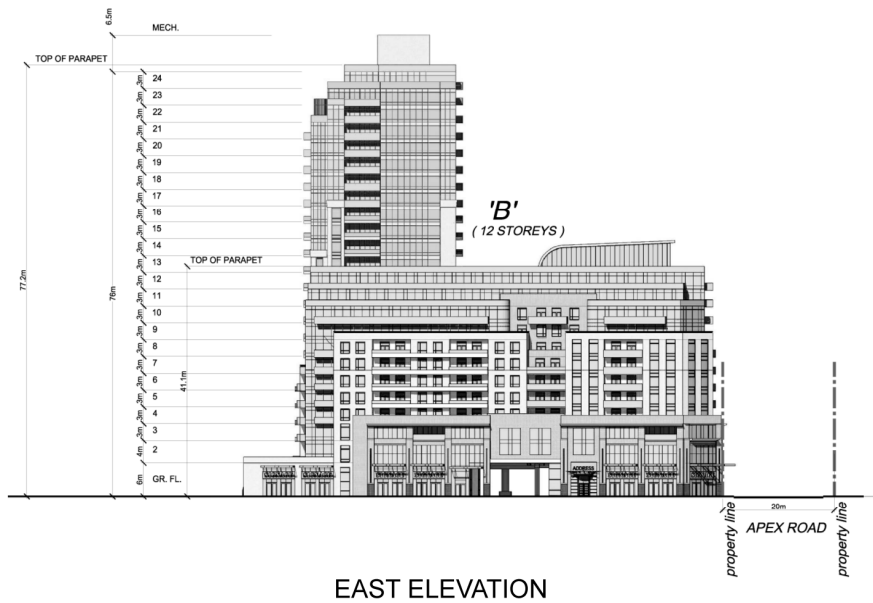 6.5m
MECH.
TOP OF PARAPET
3m 24
3m 23
3m 22
3m 21
3m 20
3m 19
3m 18
3m 17
3m 16
3m 15
3m 14
3m 13
TOP OF PARAPET
3m 12
3m 11
3m 10
3m 9
3m 8
3m 7
3m 6
3m 5
3m 4
3m 3
4m 2
6m GR. FL.
77.2m
76m
41.1m
'B'
( 12 STOREYS )
ADDRESS
20m
APEX ROAD
property line
property line
EAST ELEVATION